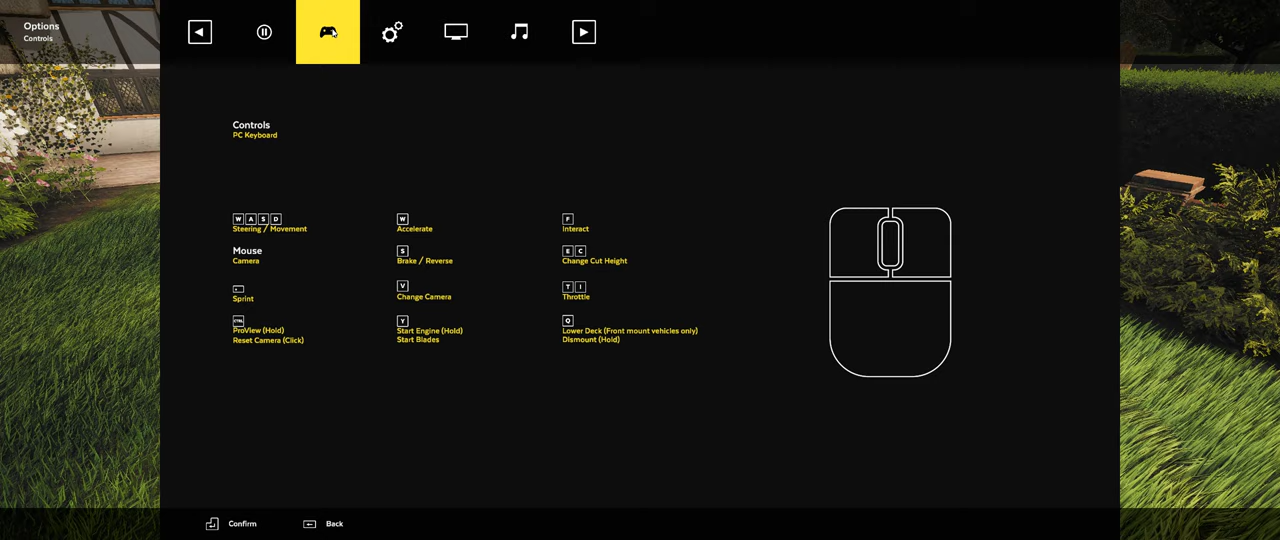 Options
Controls
Controls
PC Keyboard
W A S D
Steering / Movement
W
Accelerate
F
Interact
Mouse
Camera
S
Brake / Reverse
E C
Change Cut Height
Sprint
V
Change Camera
T I
Throttle
CTRL
ProView (Hold)
Reset Camera (Click)
Y
Start Engine (Hold)
Start Blades
Q
Lower Deck (Front mount vehicles only)
Dismount (Hold)
Confirm
Back